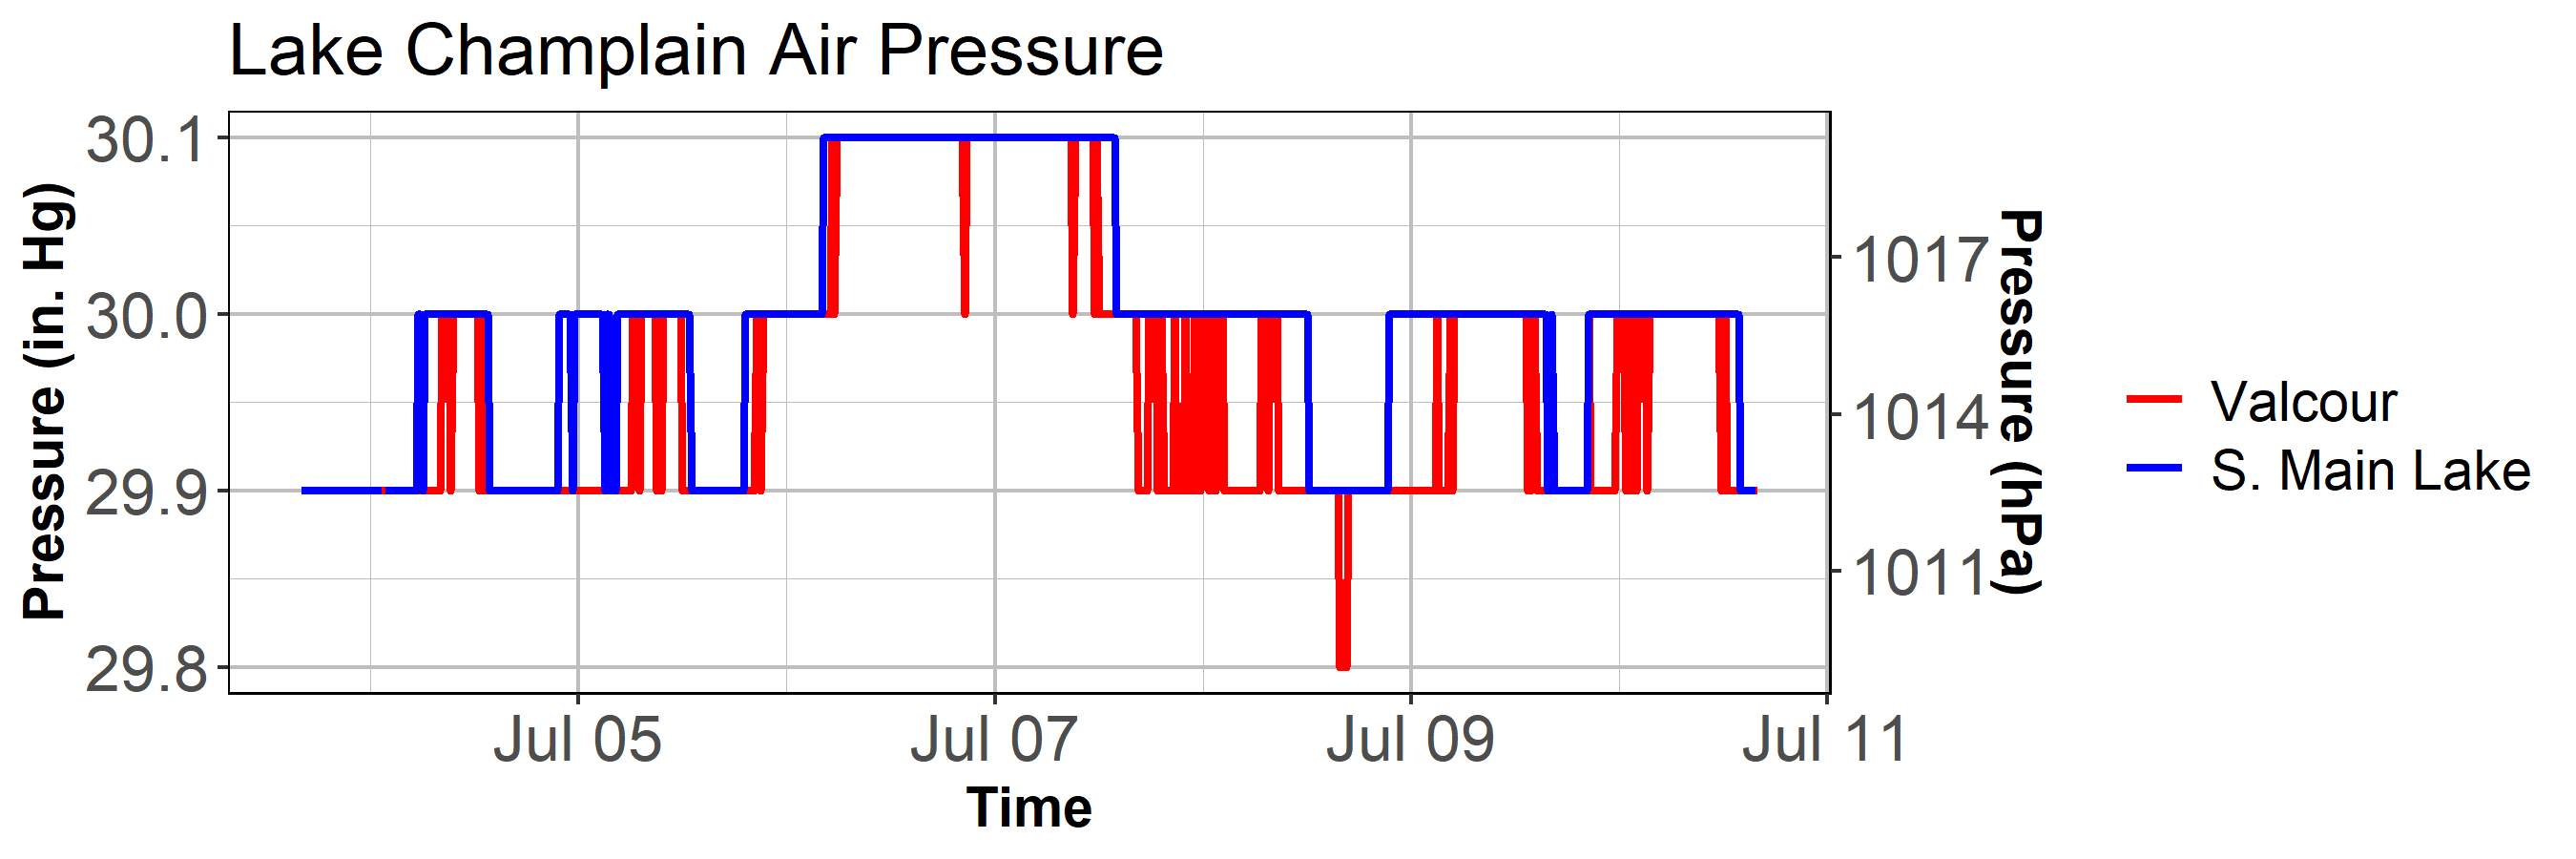 Lake Champlain Air Pressure
Pressure (in. Hg)
30.1
30.0
29.9
29.8
1017
1014
1011
Pressure (hPa)
Valcour
S. Main Lake
Jul 05 Jul 07 Jul 09 Jul 11
Time